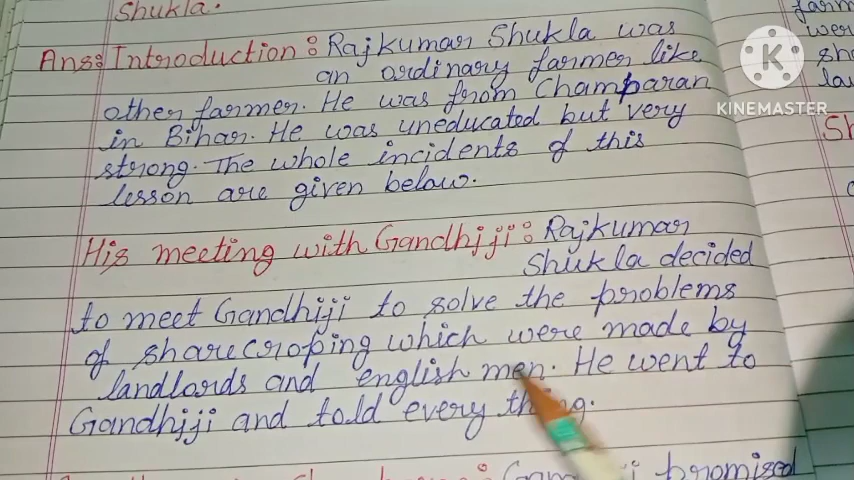 Shukla.
Ans: Introduction: Rajkumar Shukla was
an ordinary farmer like
other farmer. He was from Champaran
in Bihar. He was uneducated but very
strong. The whole incidents of this
lesson are given below.
His meeting with Gandhiji: Rajkumar
Shukla decided
to meet Gandhiji to solve the problems
of sharecroping which were made by
landlords and english men. He went to
Gandhiji and told every thing.
promised
KINEMASTER